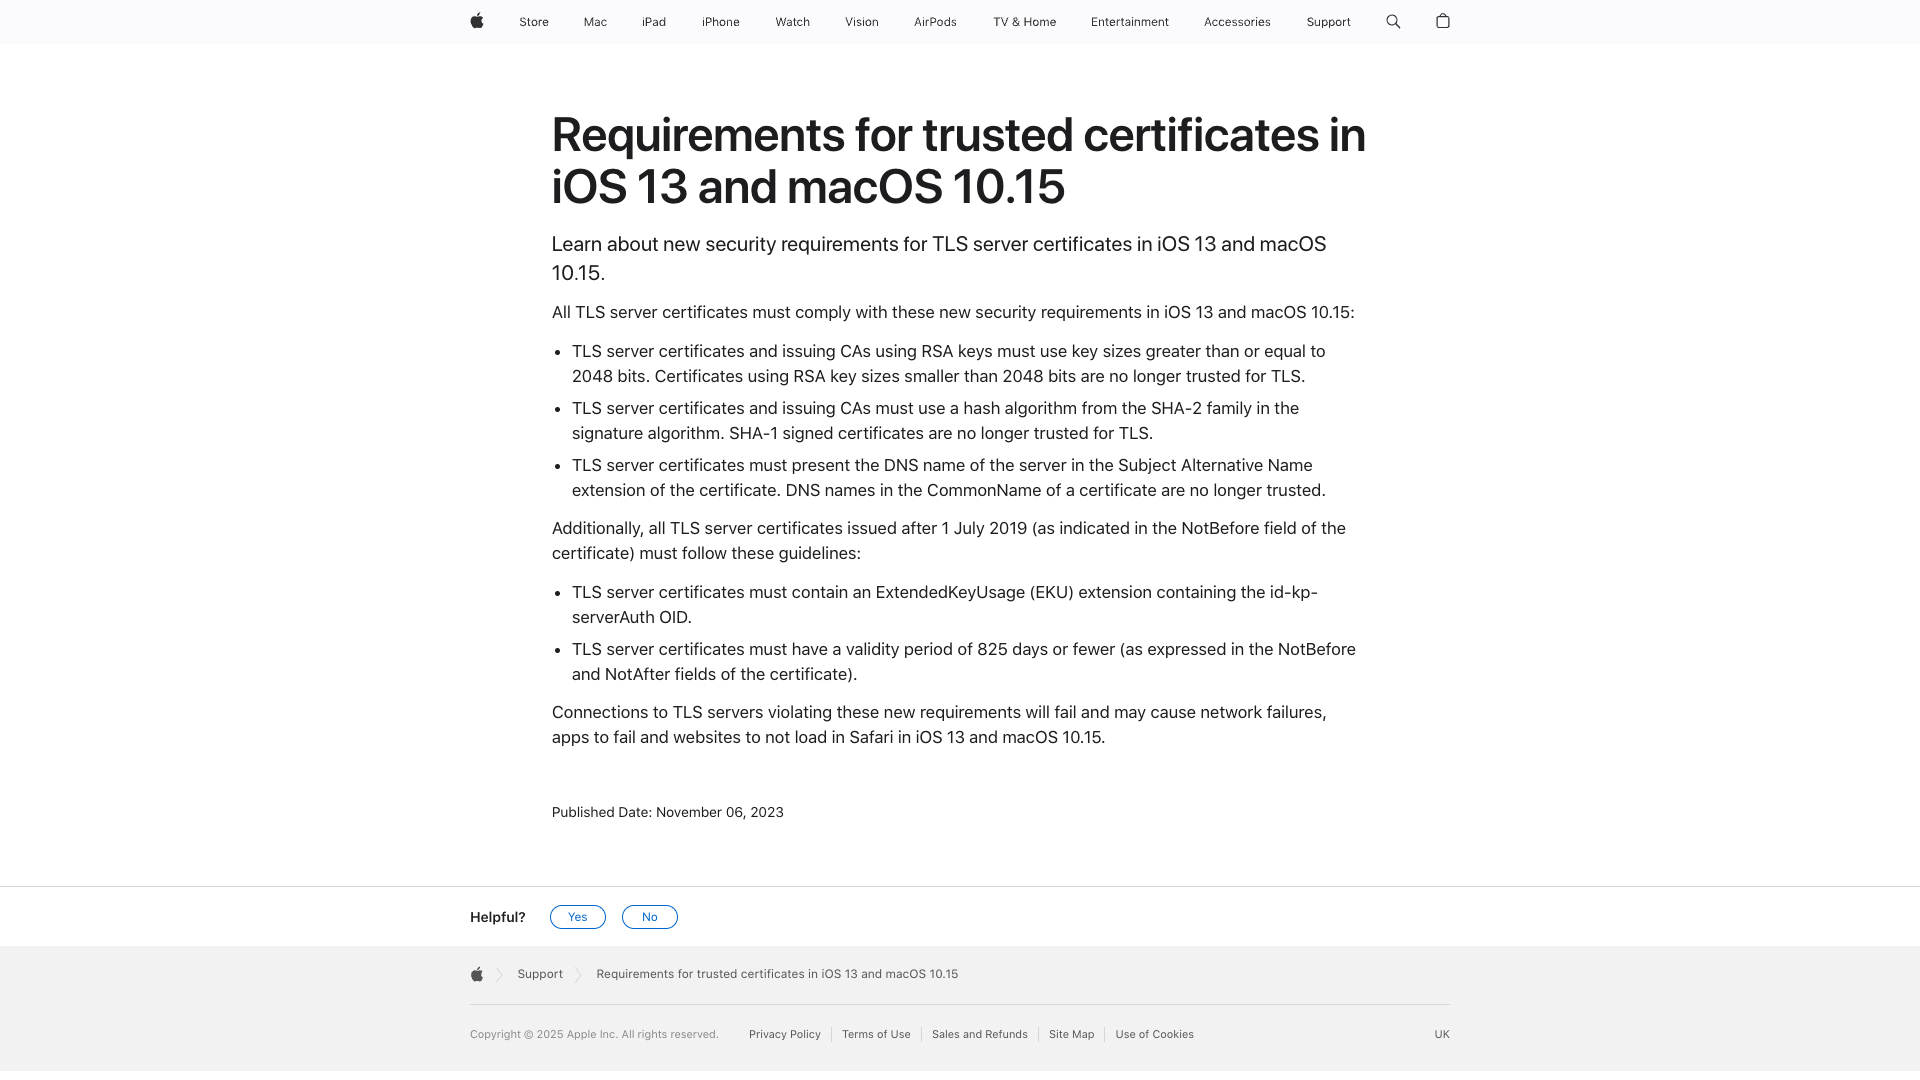 Store Mac iPad iPhone Watch Vision AirPods TV & Home Entertainment Accessories Support
Requirements for trusted certificates in
iOS 13 and macOS 10.15
Learn about new security requirements for TLS server certificates in iOS 13 and macOS
10.15.
All TLS server certificates must comply with these new security requirements in iOS 13 and macOS 10.15:
• TLS server certificates and issuing CAs using RSA keys must use key sizes greater than or equal to
2048 bits. Certificates using RSA key sizes smaller than 2048 bits are no longer trusted for TLS.
• TLS server certificates and issuing CAs must use a hash algorithm from the SHA-2 family in the
signature algorithm. SHA-1 signed certificates are no longer trusted for TLS.
• TLS server certificates must present the DNS name of the server in the Subject Alternative Name
extension of the certificate. DNS names in the CommonName of a certificate are no longer trusted.
Additionally, all TLS server certificates issued after 1 July 2019 (as indicated in the NotBefore field of the
certificate) must follow these guidelines:
• TLS server certificates must contain an ExtendedKeyUsage (EKU) extension containing the id-kp-
serverAuth OID.
• TLS server certificates must have a validity period of 825 days or fewer (as expressed in the NotBefore
and NotAfter fields of the certificate).
Connections to TLS servers violating these new requirements will fail and may cause network failures,
apps to fail and websites to not load in Safari in iOS 13 and macOS 10.15.
Published Date: November 06, 2023
Helpful? Yes No
Support Requirements for trusted certificates in iOS 13 and macOS 10.15
Copyright © 2025 Apple Inc. All rights reserved. Privacy Policy Terms of Use Sales and Refunds Site Map Use of Cookies UK